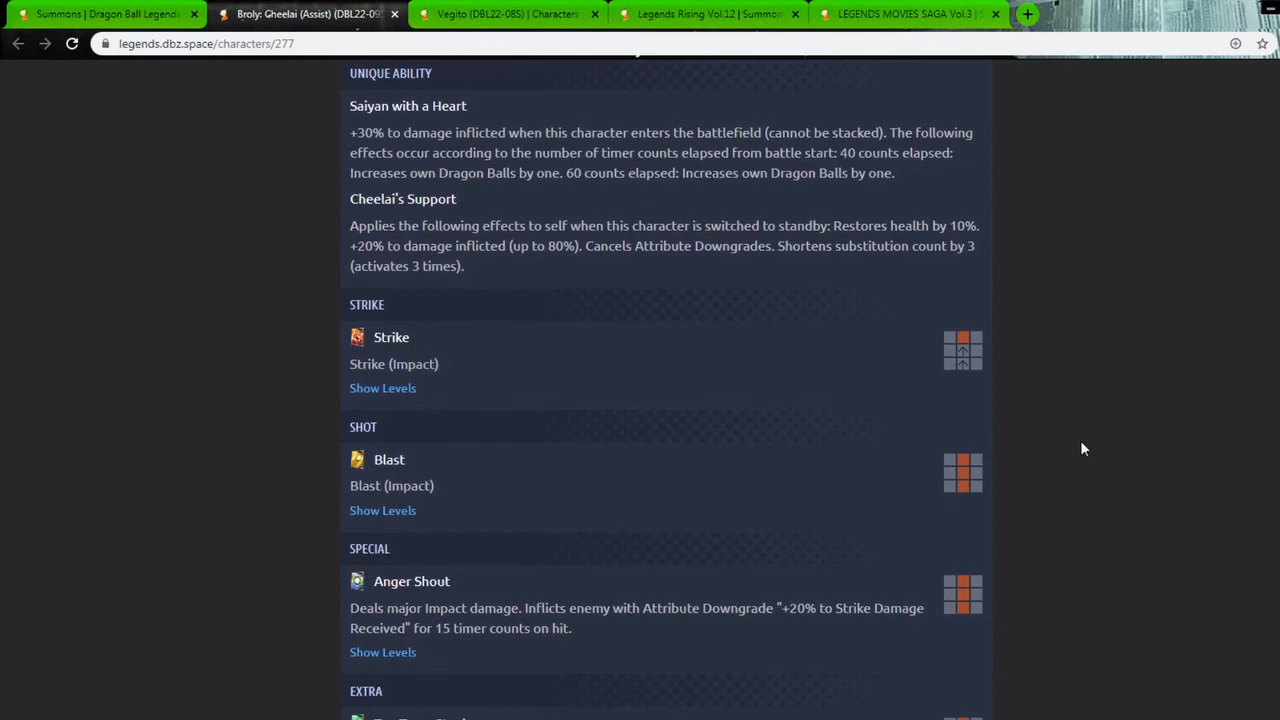 Summons | Dragon Ball Legends
Broly: Cheelai (Assist) (DBL22-09S
Vegito (DBL22-08S) | Characters
Legends Rising Vol.12 | Summon
LEGENDS MOVIES SAGA Vol.3 | S
legends.dbz.space/characters/277
UNIQUE ABILITY
Saiyan with a Heart
+30% to damage inflicted when this character enters the battlefield (cannot be stacked). The following
effects occur according to the number of timer counts elapsed from battle start: 40 counts elapsed:
Increases own Dragon Balls by one. 60 counts elapsed: Increases own Dragon Balls by one.
Cheelai's Support
Applies the following effects to self when this character is switched to standby: Restores health by 10%.
+20% to damage inflicted (up to 80%). Cancels Attribute Downgrades. Shortens substitution count by 3
(activates 3 times).
STRIKE
Strike
Strike (Impact)
Show Levels
SHOT
Blast
Blast (Impact)
Show Levels
SPECIAL
Anger Shout
Deals major Impact damage. Inflicts enemy with Attribute Downgrade "+20% to Strike Damage
Received" for 15 timer counts on hit.
Show Levels
EXTRA